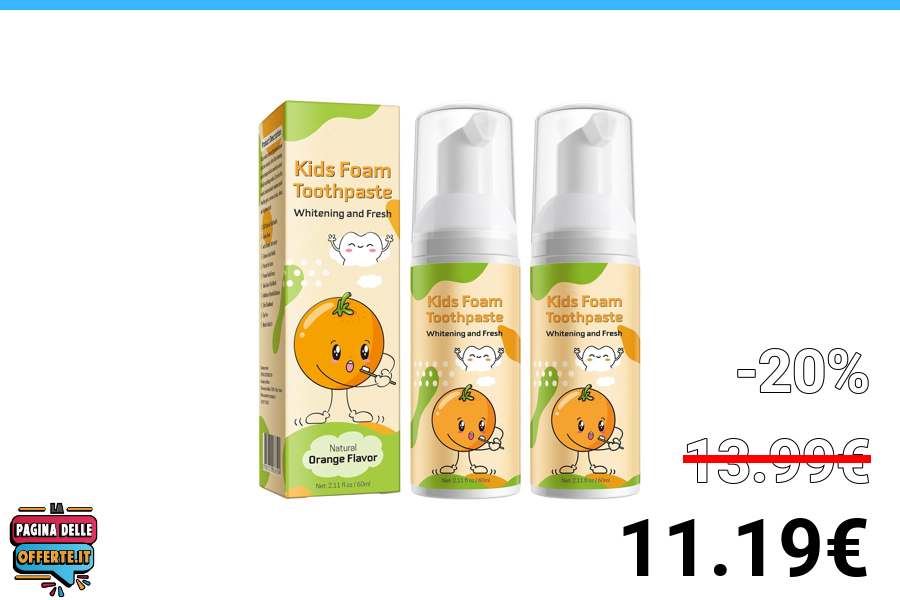 Product Description
Kids Foam
Toothpaste
Whitening and Fresh
Natural
Orange Flavor
Net: 2.11 fl oz / 60ml
Kids Foam
Toothpaste
Whitening and Fresh
Net: 2.11 fl oz / 60ml
Kids Foam
Toothpaste
Whitening and Fresh
Net: 2.11 fl oz / 60ml
-20%
13.99€
11.19€
LA
PAGINA DELLE
OFFERTE.IT